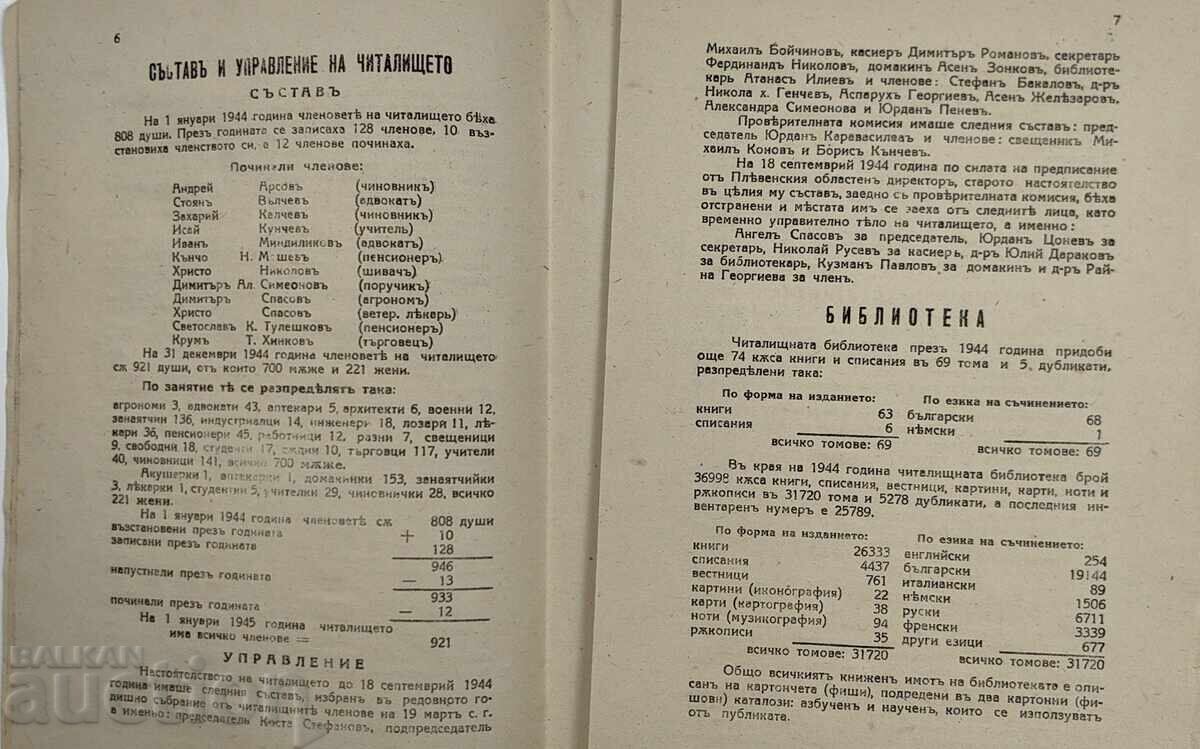 6
СЪСТАВЪ И УПРАВЛЕНИЕ НА ЧИТАЛИЩЕТО
СЪСТАВЪ
На 1 януари 1944 година членоветѣ на читалището бѣха
808 души. Презъ годината се записаха 128 членове, 10 въз-
становиха членството си, а 12 членове починаха.
Починали членове:
Андрей Арсовъ (чиновникъ)
Стоянъ Вълчевъ (адвокатъ)
Захарий Калчевъ (чиновникъ)
Исай Кунчевъ (учитель)
Иванъ Миндиликовъ (адвокатъ)
Кънчо Н. Мошевъ (пенсионеръ)
Христо Николовъ (шивачъ)
Димитъръ Ал. Симеоновъ (поручикъ)
Димитъръ Спасовъ (агрономъ)
Христо Спасовъ (ветер. лѣкарь)
Светославъ К. Тулешковъ (пенсионеръ)
Крумъ Т. Хинковъ (търговецъ)
На 31 декември 1944 година членоветѣ на читалището
сѫ 921 души, отъ които 700 мѫже и 221 жени.
По занятие тѣ се разпредѣлятъ така:
агрономи 3, адвокати 43, аптекари 5, архитекти 6, военни 12,
занаятчии 136, индустриалци 14, инженери 18, лозари 11, лѣ-
кари 36, пенсионери 45, работници 12, разни 7, свещеници
9, свободни 18, студенти 17, сѫдии 10, търговци 117, учители
40, чиновници 141, всичко 700 мѫже.
Акушерки 1, аптекарки 1, домакинки 153, занаятчийки
3, лѣкарки 1, студентки 5, учителки 29, чиновнички 28, всичко
221 жени.
На 1 януари 1944 година членоветѣ сѫ 808 души
възстановени презъ годината + 10
записани презъ годината 128
946
напуснали презъ годината — 13
933
починали презъ годината — 12
На 1 януари 1945 година читалището
има всичко членове = 921
УПРАВЛЕНИЕ
Настоятелството на читалището до 18 септемврий 1944
година имаше следния съставъ, избранъ въ редовното го-
дишно събрание отъ читалищнитѣ членове на 19 мартъ с. г.
а именно: председатель Коста Стефановъ, подпредседатель
7
Михаилъ Бойчиновъ, касиеръ Димитъръ Романовъ, секретарь
Фердинандъ Николовъ, домакинъ Асенъ Зонковъ, библиоте-
карь Атанасъ Илиевъ и членове: Стефанъ Бакаловъ, д-ръ
Никола х. Генчевъ, Аспарухъ Георгиевъ, Асенъ Желѣзаровъ,
Александра Симеонова и Юрданъ Пеневъ.
Провѣрителната комисия имаше следния съставъ: пред-
седатель Юрданъ Каравасилевъ и членове: свещеникъ Ми-
хаилъ Коновъ и Борисъ Кънчевъ.
На 18 септемврий 1944 година по силата на предписание
отъ Плѣвенския областенъ директоръ, старото настоятелство
въ цѣлия му съставъ, заедно съ провѣрителната комисия, бѣха
отстранени и мѣстата имъ се заеха отъ следнитѣ лица, като
временно управително тѣло на читалището, а именно:
Ангелъ Спасовъ за председатель, Юрданъ Цоневъ за
секретарь, Николай Русевъ за касиеръ, д-ръ Юлий Дараковъ
за библиотекарь, Кузманъ Павловъ за домакинъ и д-ръ Рай-
на Георгиева за членъ.
БИБЛИОТЕКА
Читалищната библиотека презъ 1944 година придоби
още 74 кѫса книги и списания въ 69 тома и 5 дубликати,
разпредѣлени така:
По форма на изданието: По езика на съчинението:
книги 63 български 68
списания 6 нѣмски 1
всичко томове: 69 всичко томове: 69
Въ края на 1944 година читалищната библиотека брои
36998 кѫса книги, списания, вестници, картини, карти, ноти и
рѫкописи въ 31720 тома и 5278 дубликати, а последния ин-
вентаренъ нумеръ е 25789.
По форма на изданието: По езика на съчинението:
книги 26333 английски 254
списания 4437 български 19144
вестници 761 италиански 89
картини (иконография) 22 нѣмски 1506
карти (картография) 38 руски 6711
ноти (музикография) 94 френски 3339
рѫкописи 35 други езици 677
всичко томове: 31720 всичко томове: 31720
Общо всичкиятъ книженъ имотъ на библиотеката е опи-
санъ на картончета (фиши), подредени въ два картонни (фи-
шови) каталози: азбученъ и наученъ, които се използуватъ
отъ публиката.
BALKAN
auction